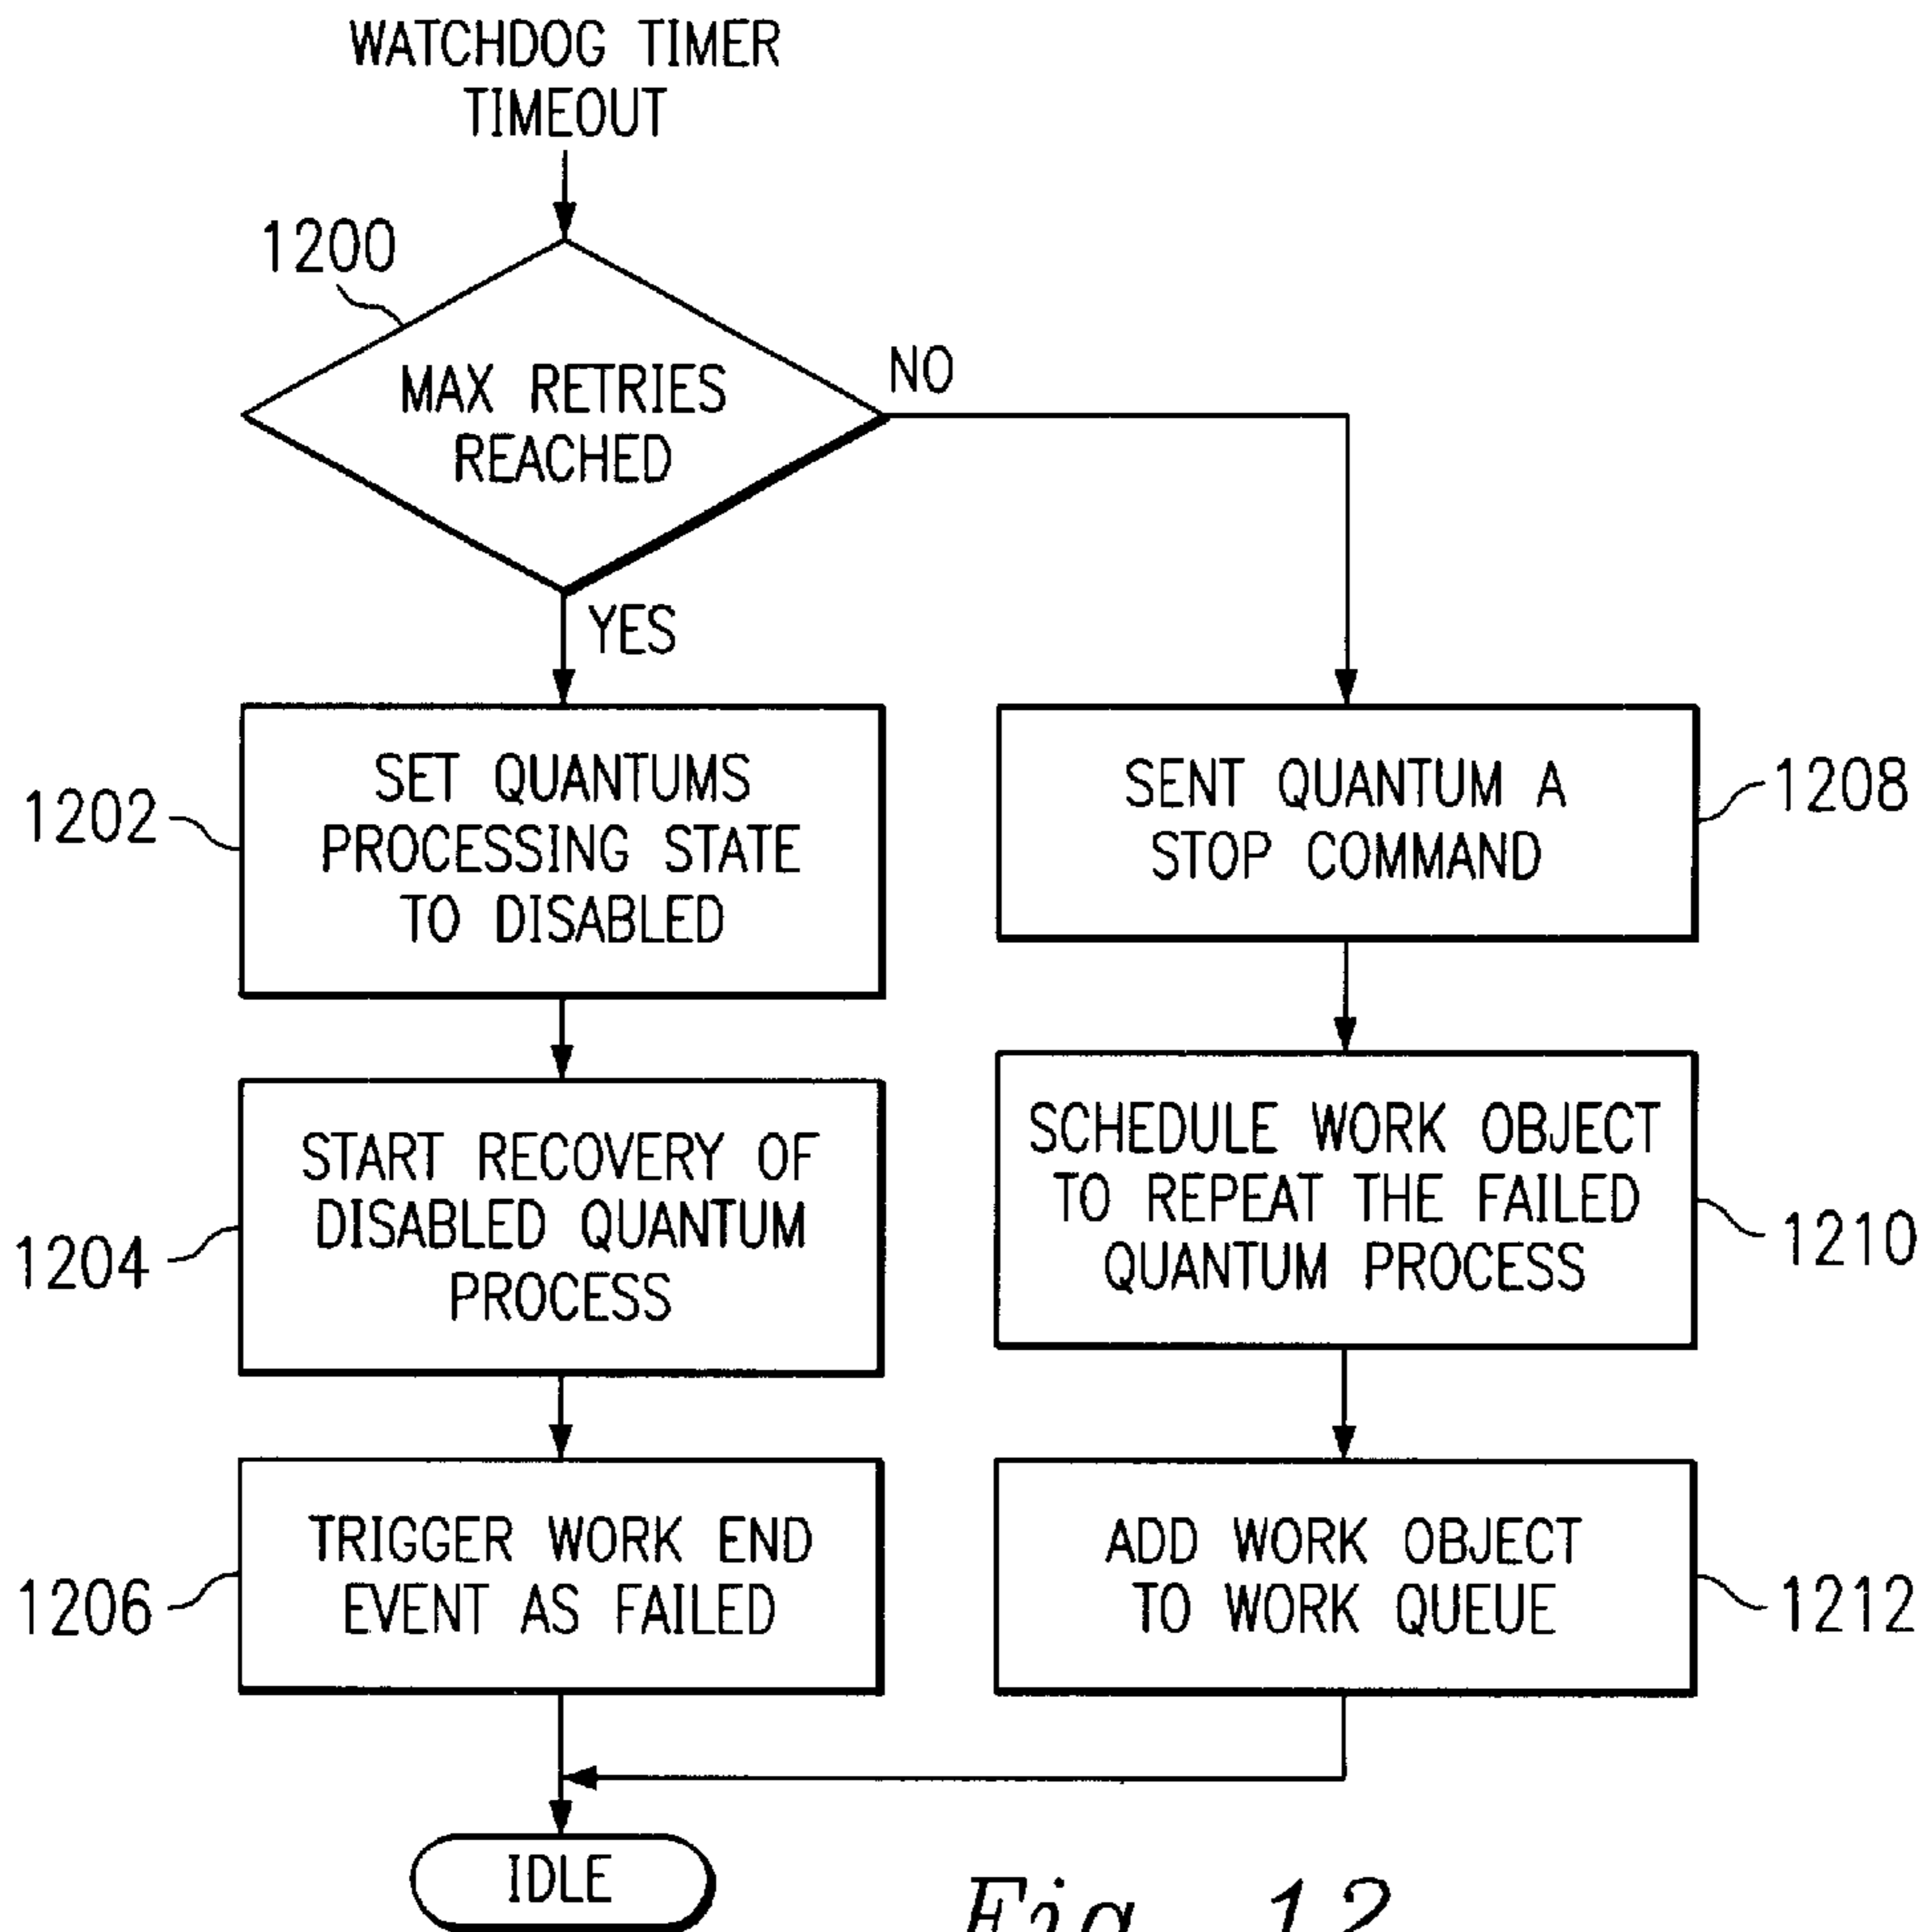 WATCHDOG TIMER
TIMEOUT
1200
MAX RETRIES
REACHED
NO
YES
1202
SET QUANTUMS
PROCESSING STATE
TO DISABLED
SENT QUANTUM A
STOP COMMAND
1208
1204
START RECOVERY OF
DISABLED QUANTUM
PROCESS
SCHEDULE WORK OBJECT
TO REPEAT THE FAILED
QUANTUM PROCESS
1210
1206
TRIGGER WORK END
EVENT AS FAILED
ADD WORK OBJECT
TO WORK QUEUE
1212
IDLE
Fig. 12